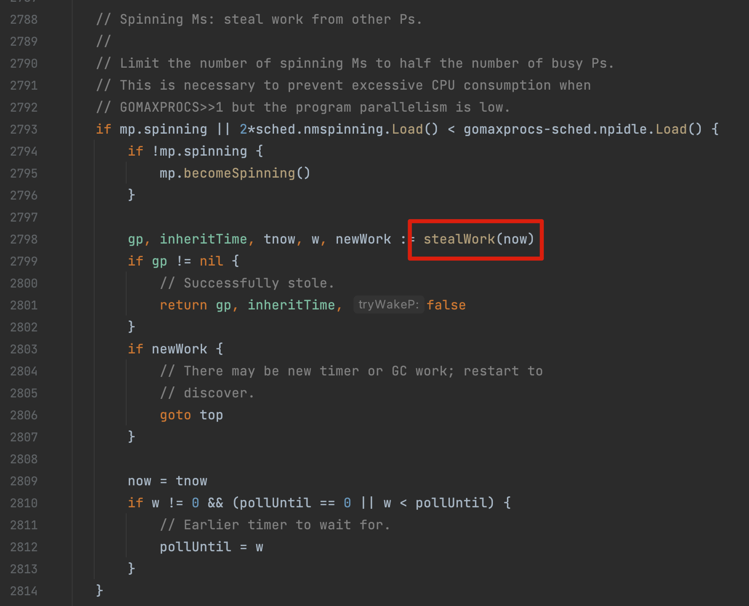 2788 // Spinning Ms: steal work from other Ps.
2789 //
2790 // Limit the number of spinning Ms to half the number of busy Ps.
2791 // This is necessary to prevent excessive CPU consumption when
2792 // GOMAXPROCS>>1 but the program parallelism is low.
2793 if mp.spinning || 2*sched.nmspinning.Load() < gomaxprocs-sched.npidle.Load() {
2794 if !mp.spinning {
2795 mp.becomeSpinning()
2796 }
2797
2798 gp, inheritTime, tnow, w, newWork := stealWork(now)
2799 if gp != nil {
2800 // Successfully stole.
2801 return gp, inheritTime, tryWakeP: false
2802 }
2803 if newWork {
2804 // There may be new timer or GC work; restart to
2805 // discover.
2806 goto top
2807 }
2808
2809 now = tnow
2810 if w != 0 && (pollUntil == 0 || w < pollUntil) {
2811 // Earlier timer to wait for.
2812 pollUntil = w
2813 }
2814 }